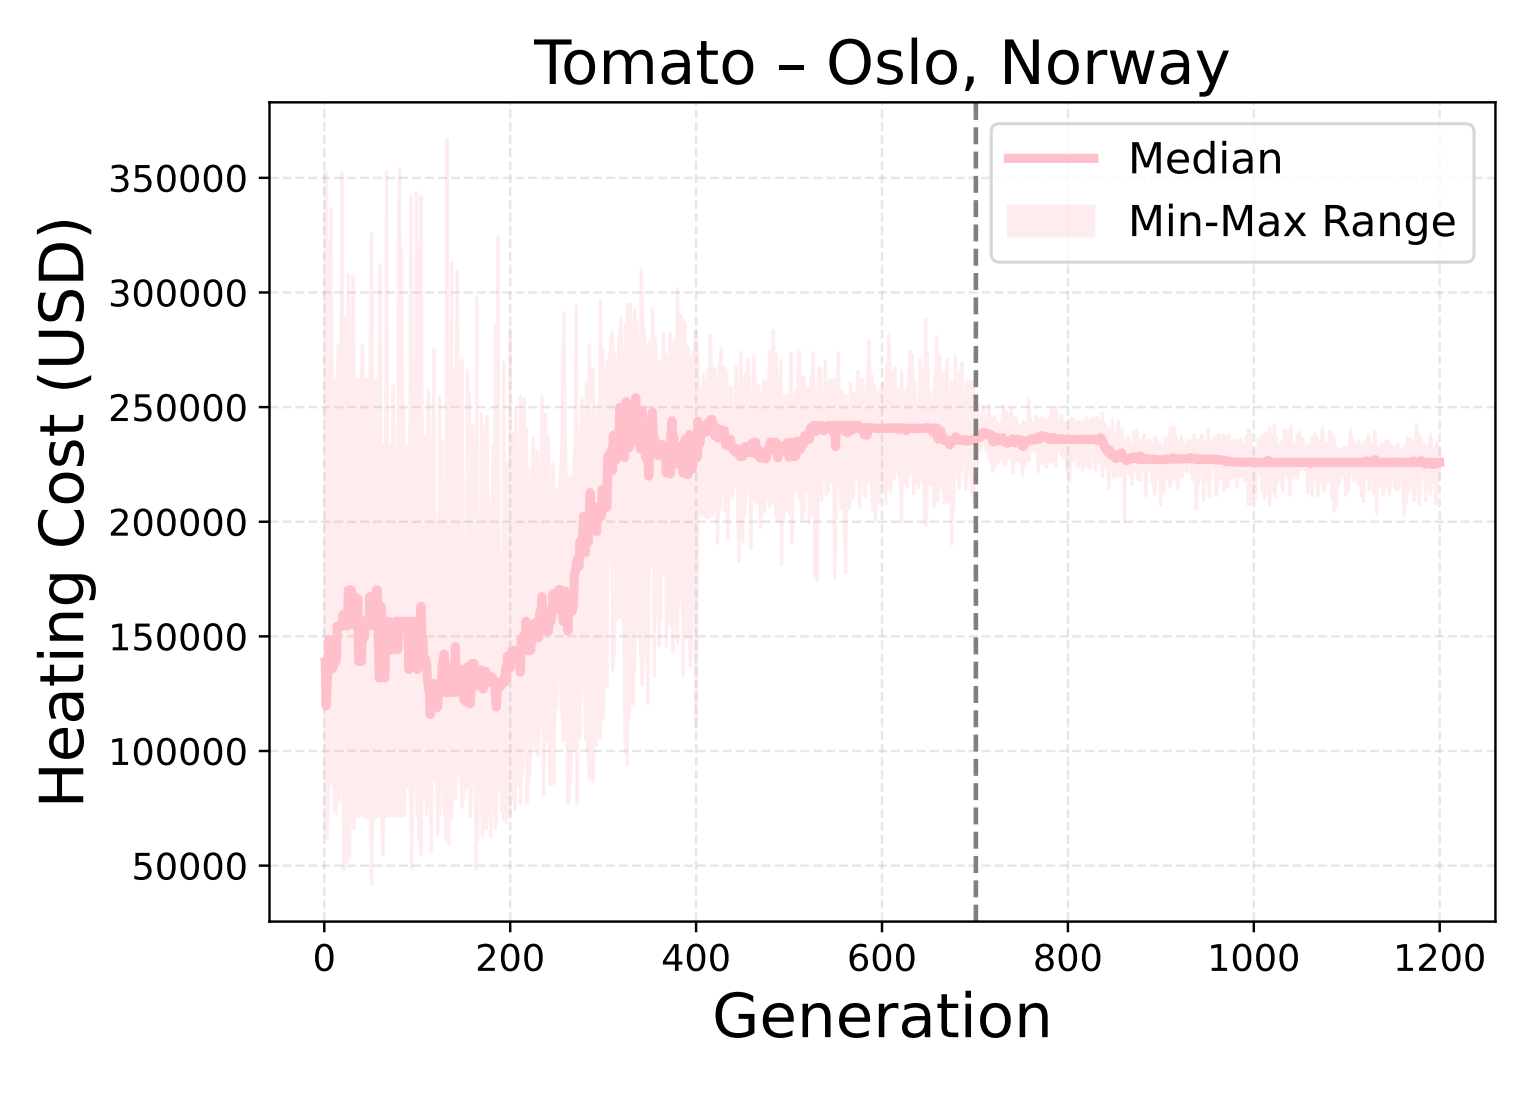 Tomato – Oslo, Norway
Heating Cost (USD)
350000
300000
250000
200000
150000
100000
50000
Median
Min-Max Range
0 200 400 600 800 1000 1200
Generation